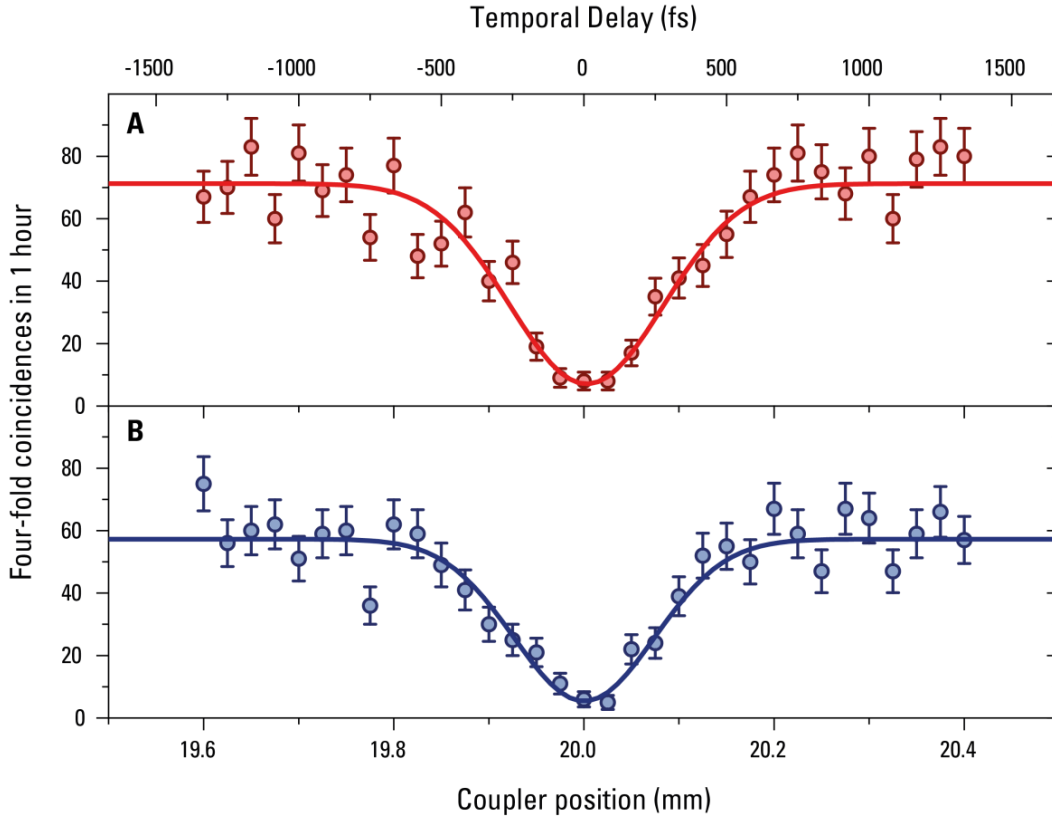 Temporal Delay (fs)
-1500 -1000 -500 0 500 1000 1500
A
80
60
40
20
0
B
80
60
40
20
0
Four-fold coincidences in 1 hour
19.6 19.8 20.0 20.2 20.4
Coupler position (mm)